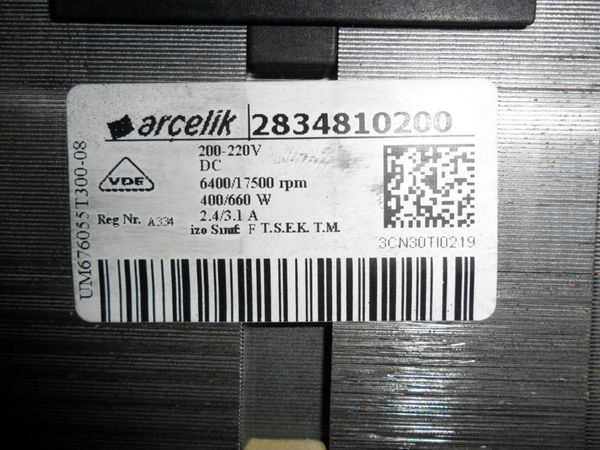 arçelik 2834810200
200-220V
DC
6400/17500 rpm
400/660 W
2.4/3.1 A
izo Sınıf: F T.S.E.K. T.M.
VDE
Reg Nr. A334
3CN30TI0219
UM676055T300-08